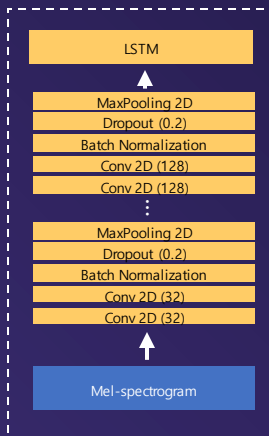 LSTM
MaxPooling 2D
Dropout (0.2)
Batch Normalization
Conv 2D (128)
Conv 2D (128)
⋮
MaxPooling 2D
Dropout (0.2)
Batch Normalization
Conv 2D (32)
Conv 2D (32)
Mel-spectrogram